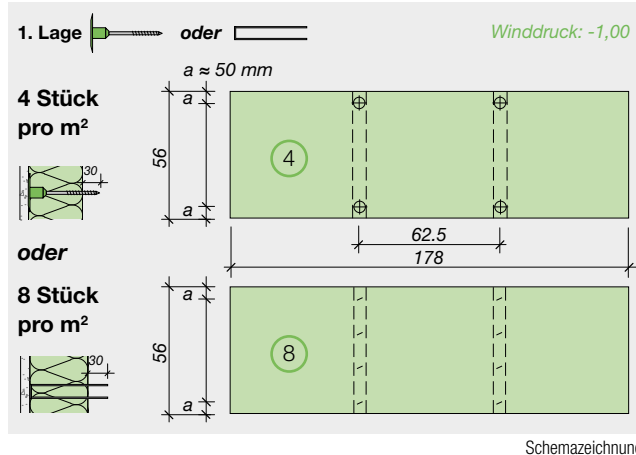 1. Lage oder Winddruck: -1,00
a ≈ 50 mm
4 Stück
pro m²
a
56
4
30
a
oder
62.5
178
8 Stück
pro m²
a
56
8
30
a
Schemazeichnung